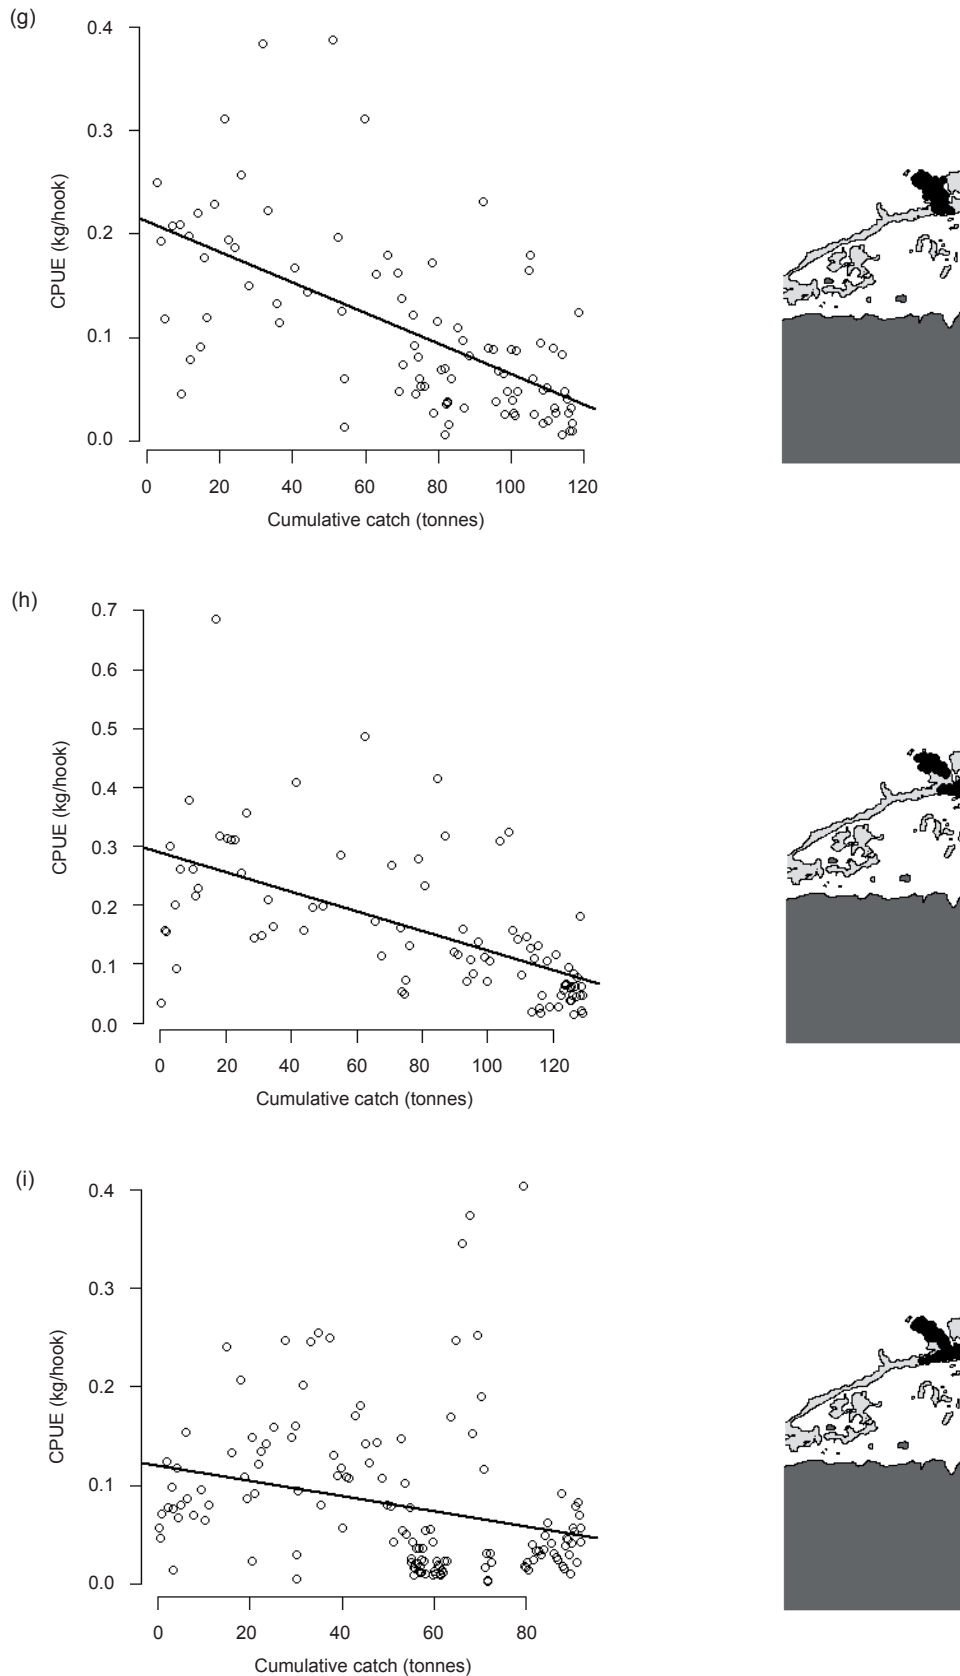 (g)
0.4
0.3
0.2
0.1
0.0
CPUE (kg/hook)
0 20 40 60 80 100 120
Cumulative catch (tonnes)
(h)
0.7
0.6
0.5
0.4
0.3
0.2
0.1
0.0
CPUE (kg/hook)
0 20 40 60 80 100 120
Cumulative catch (tonnes)
(i)
0.4
0.3
0.2
0.1
0.0
CPUE (kg/hook)
0 20 40 60 80
Cumulative catch (tonnes)